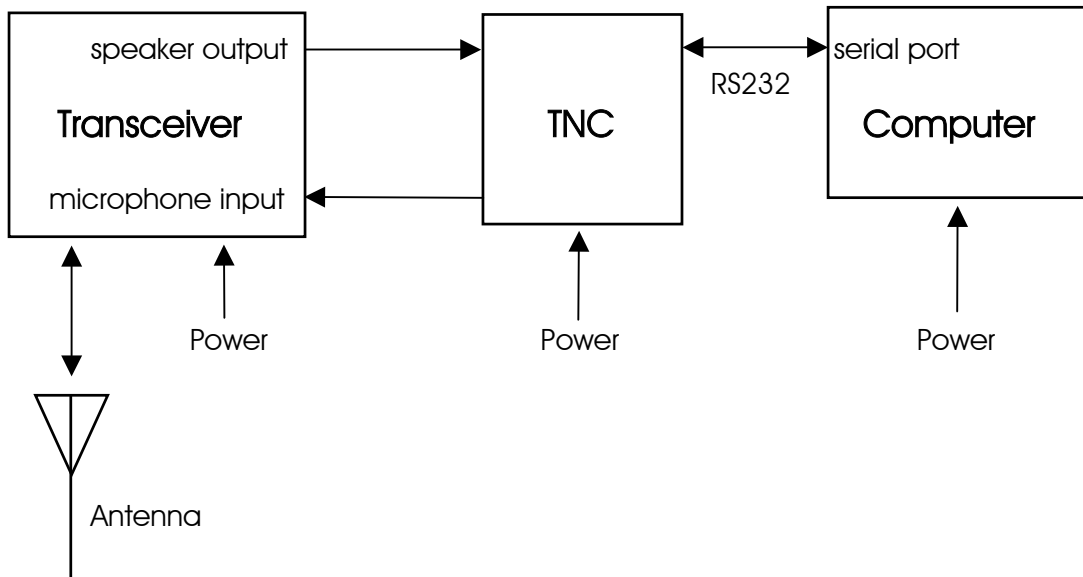 speaker output
Transceiver
microphone input
TNC
RS232
serial port
Computer
Power
Power
Power
Antenna